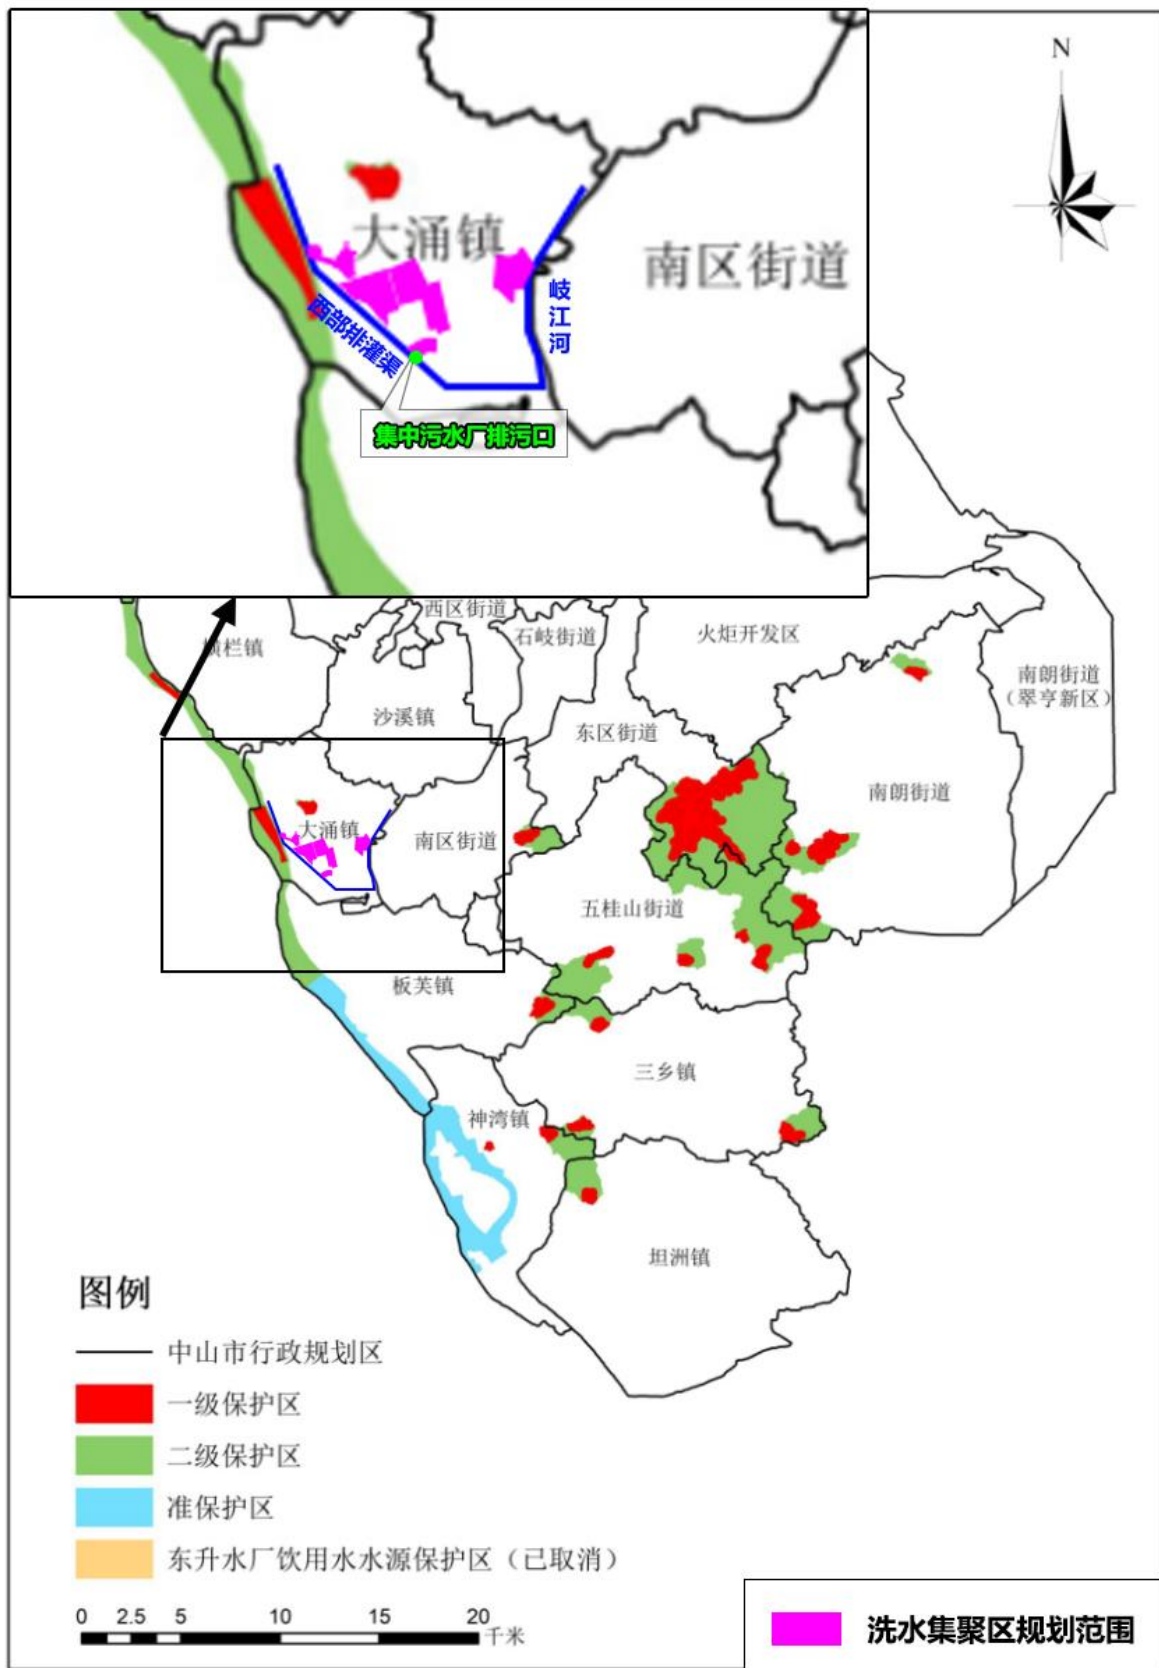 N
大涌镇
南区街道
岐江河
西部排灌渠
集中污水厂排污口
西区街道
横栏镇
石岐街道
火炬开发区
南朗街道
（翠亨新区）
沙溪镇
东区街道
南朗街道
大涌镇
南区街道
五桂山街道
板芙镇
三乡镇
神湾镇
坦洲镇
图例
中山市行政规划区
一级保护区
二级保护区
准保护区
东升水厂饮用水水源保护区（已取消）
0 2.5 5 10 15 20
千米
洗水集聚区规划范围